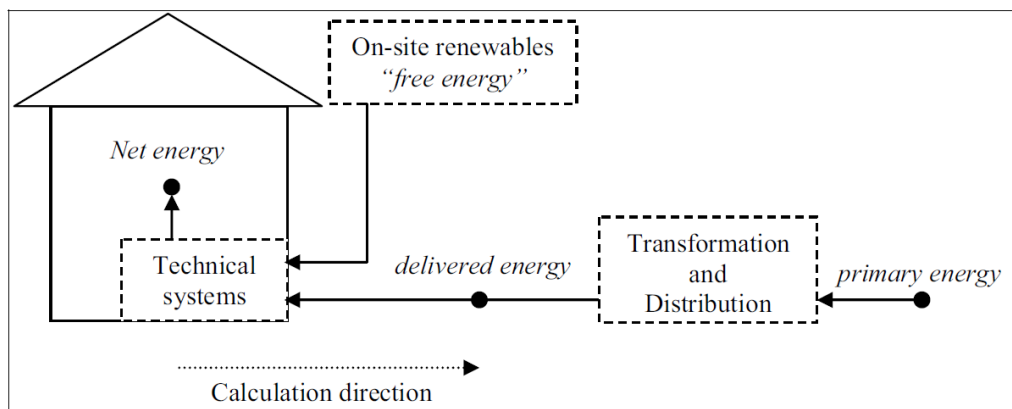 On-site renewables
“free energy”
Net energy
Technical
systems
delivered energy
Transformation
and
Distribution
primary energy
Calculation direction